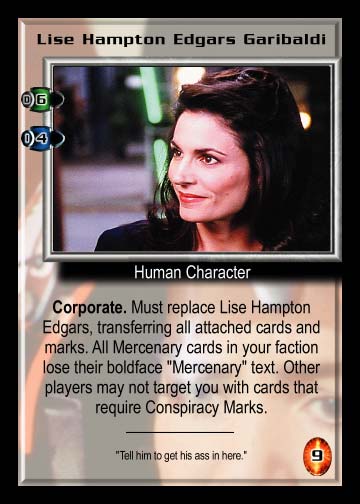 Lise Hampton Edgars Garibaldi
D 6
I 4
Human Character
Corporate. Must replace Lise Hampton
Edgars, transferring all attached cards and
marks. All Mercenary cards in your faction
lose their boldface "Mercenary" text. Other
players may not target you with cards that
require Conspiracy Marks.
"Tell him to get his ass in here."
9